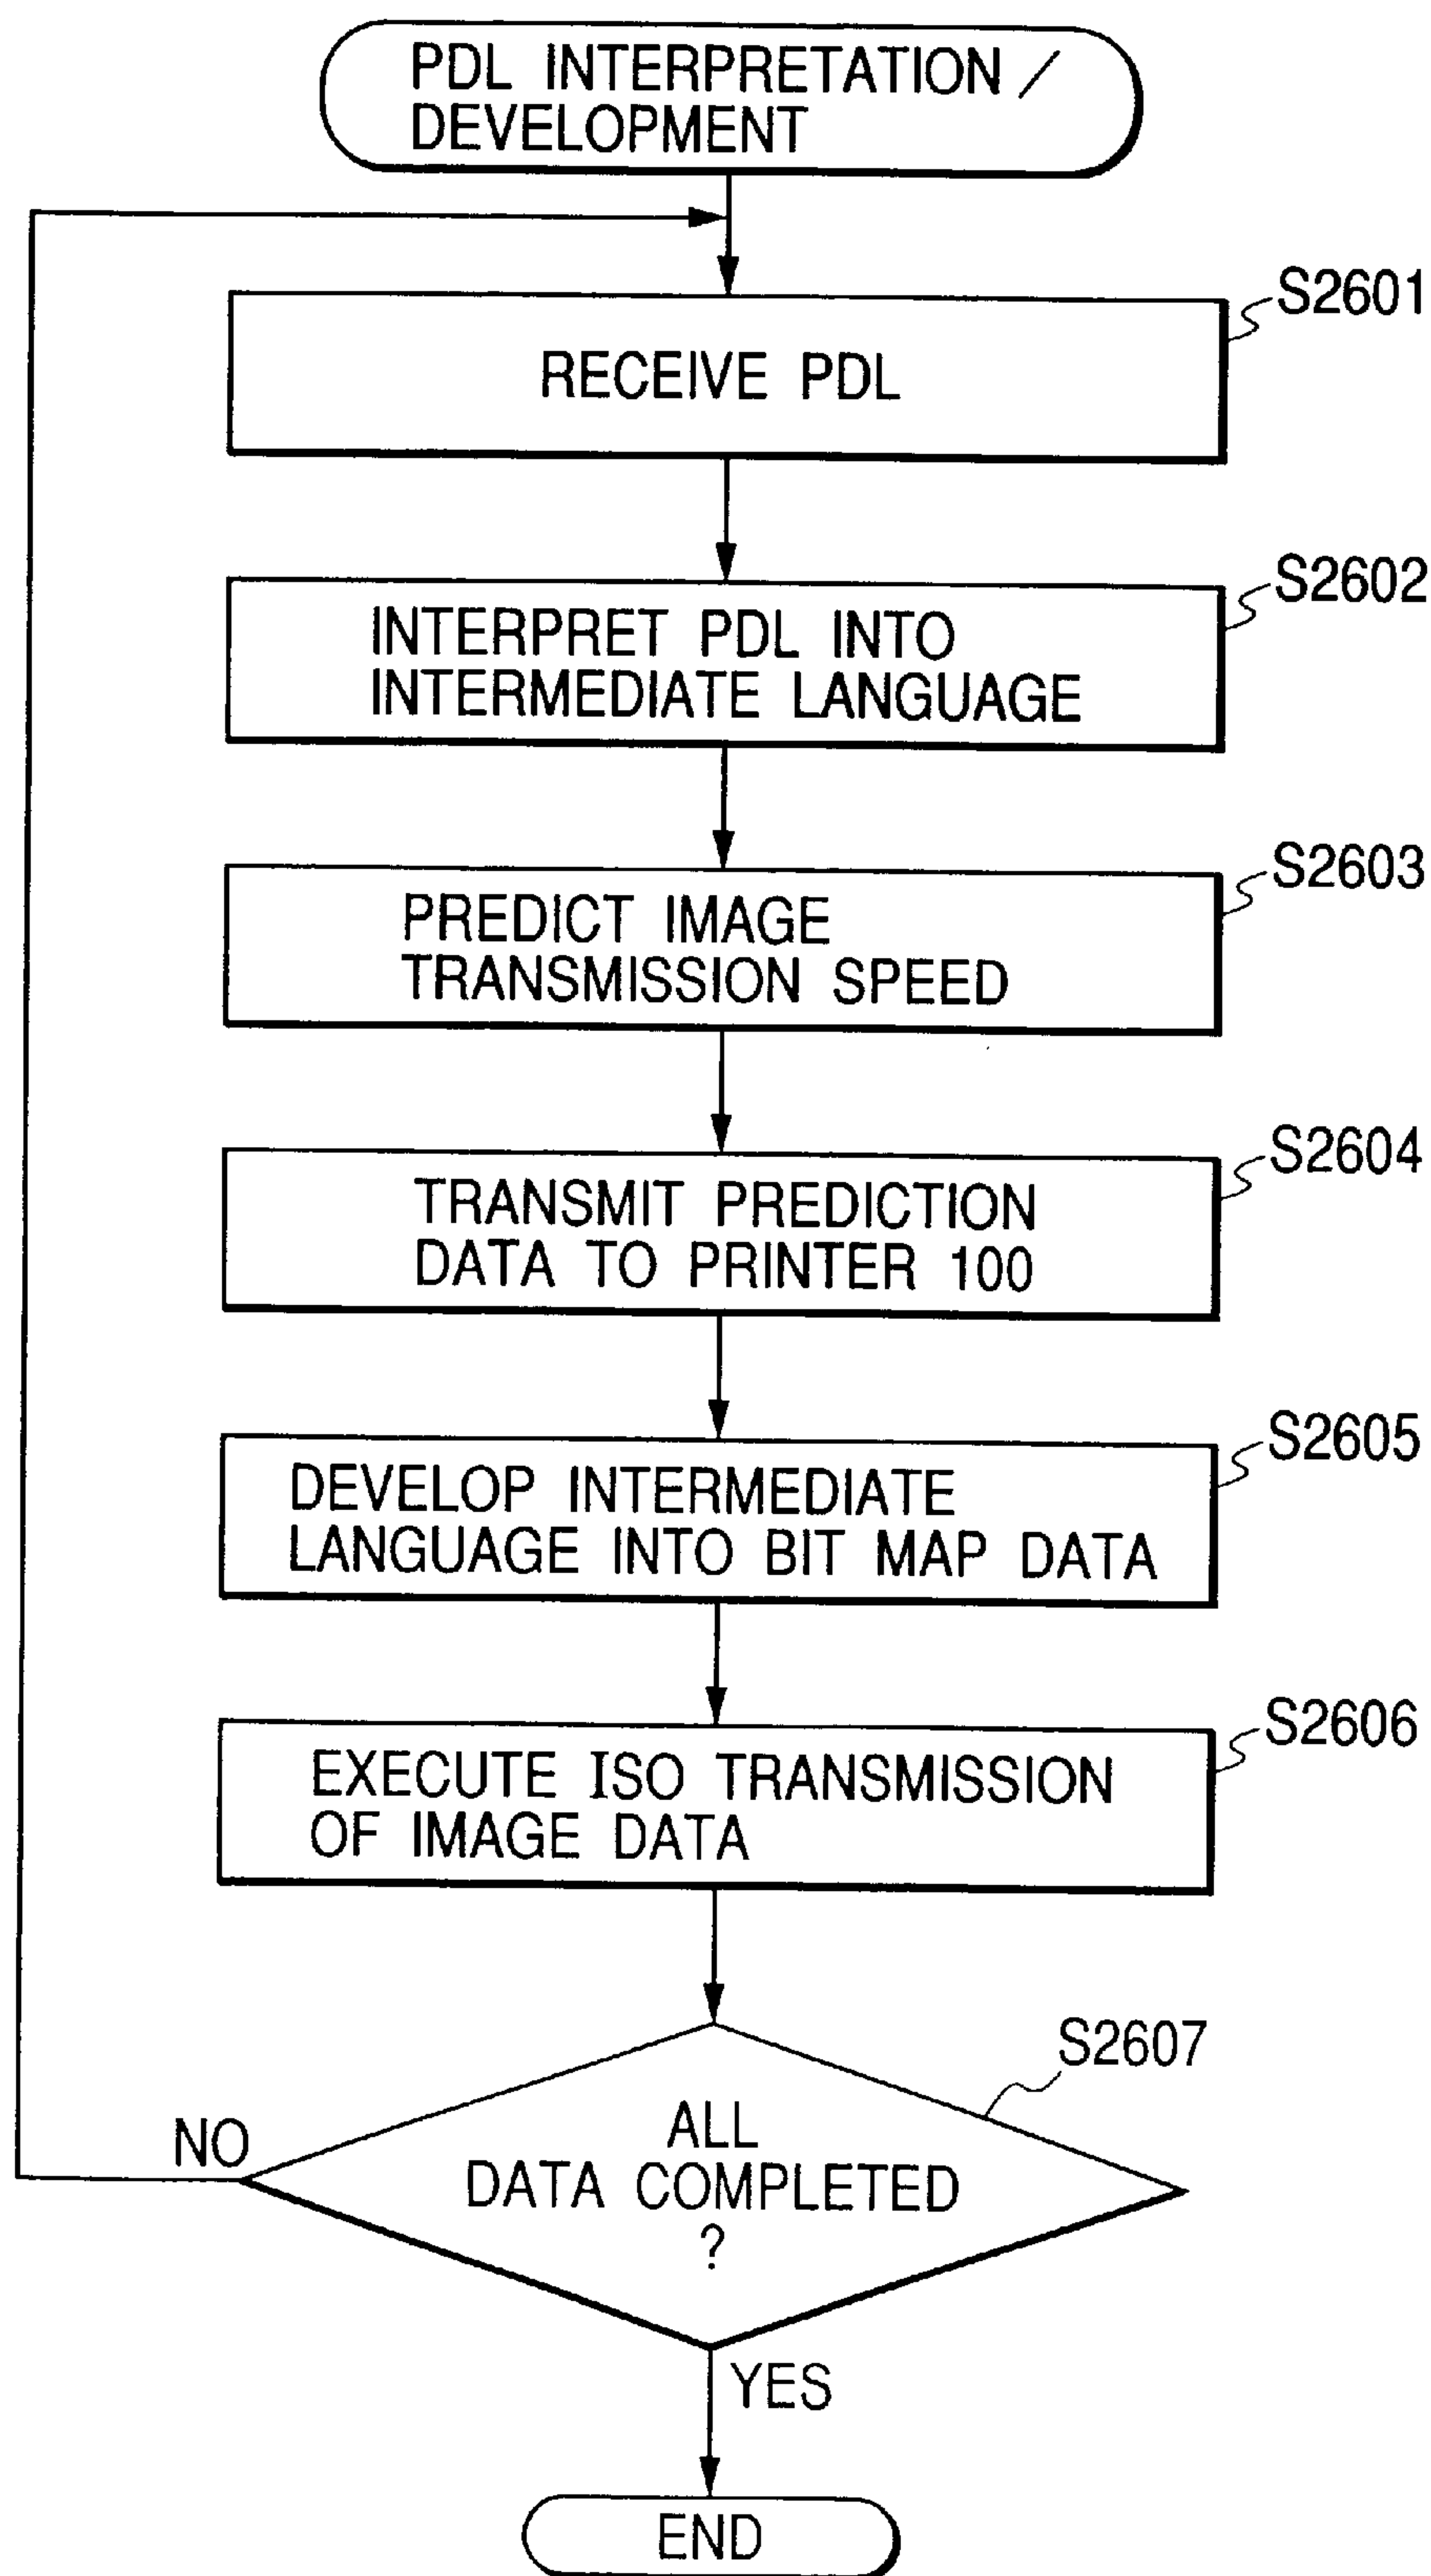 PDL INTERPRETATION /
DEVELOPMENT
S2601
RECEIVE PDL
S2602
INTERPRET PDL INTO
INTERMEDIATE LANGUAGE
S2603
PREDICT IMAGE
TRANSMISSION SPEED
S2604
TRANSMIT PREDICTION
DATA TO PRINTER 100
S2605
DEVELOP INTERMEDIATE
LANGUAGE INTO BIT MAP DATA
S2606
EXECUTE ISO TRANSMISSION
OF IMAGE DATA
S2607
NO
ALL
DATA COMPLETED
?
YES
END